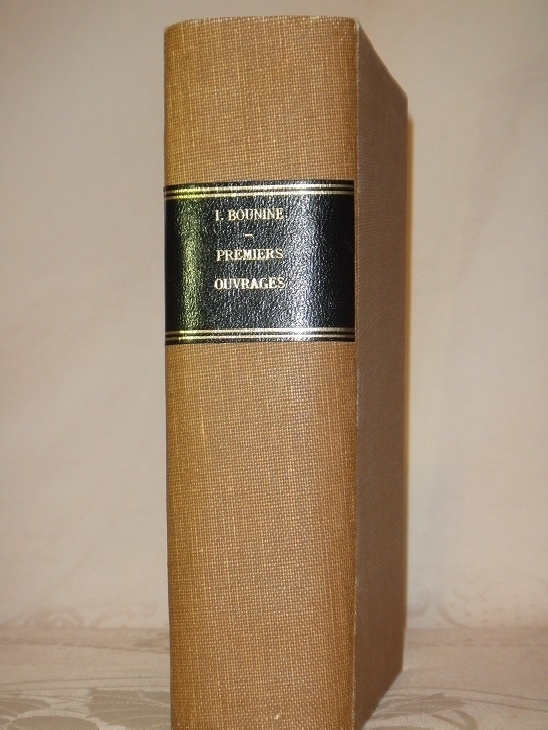 I. BOUNINE
–
PREMIERS
OUVRAGES